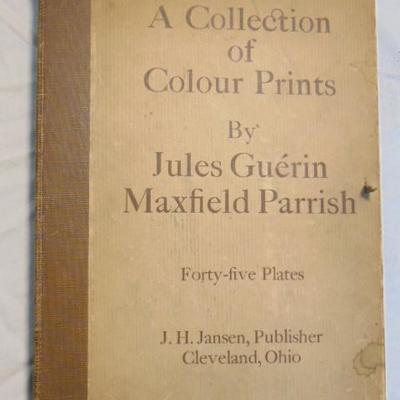 A Collection
of
Colour Prints
By
Jules Guérin
Maxfield Parrish
Forty-five Plates
J. H. Jansen, Publisher
Cleveland, Ohio